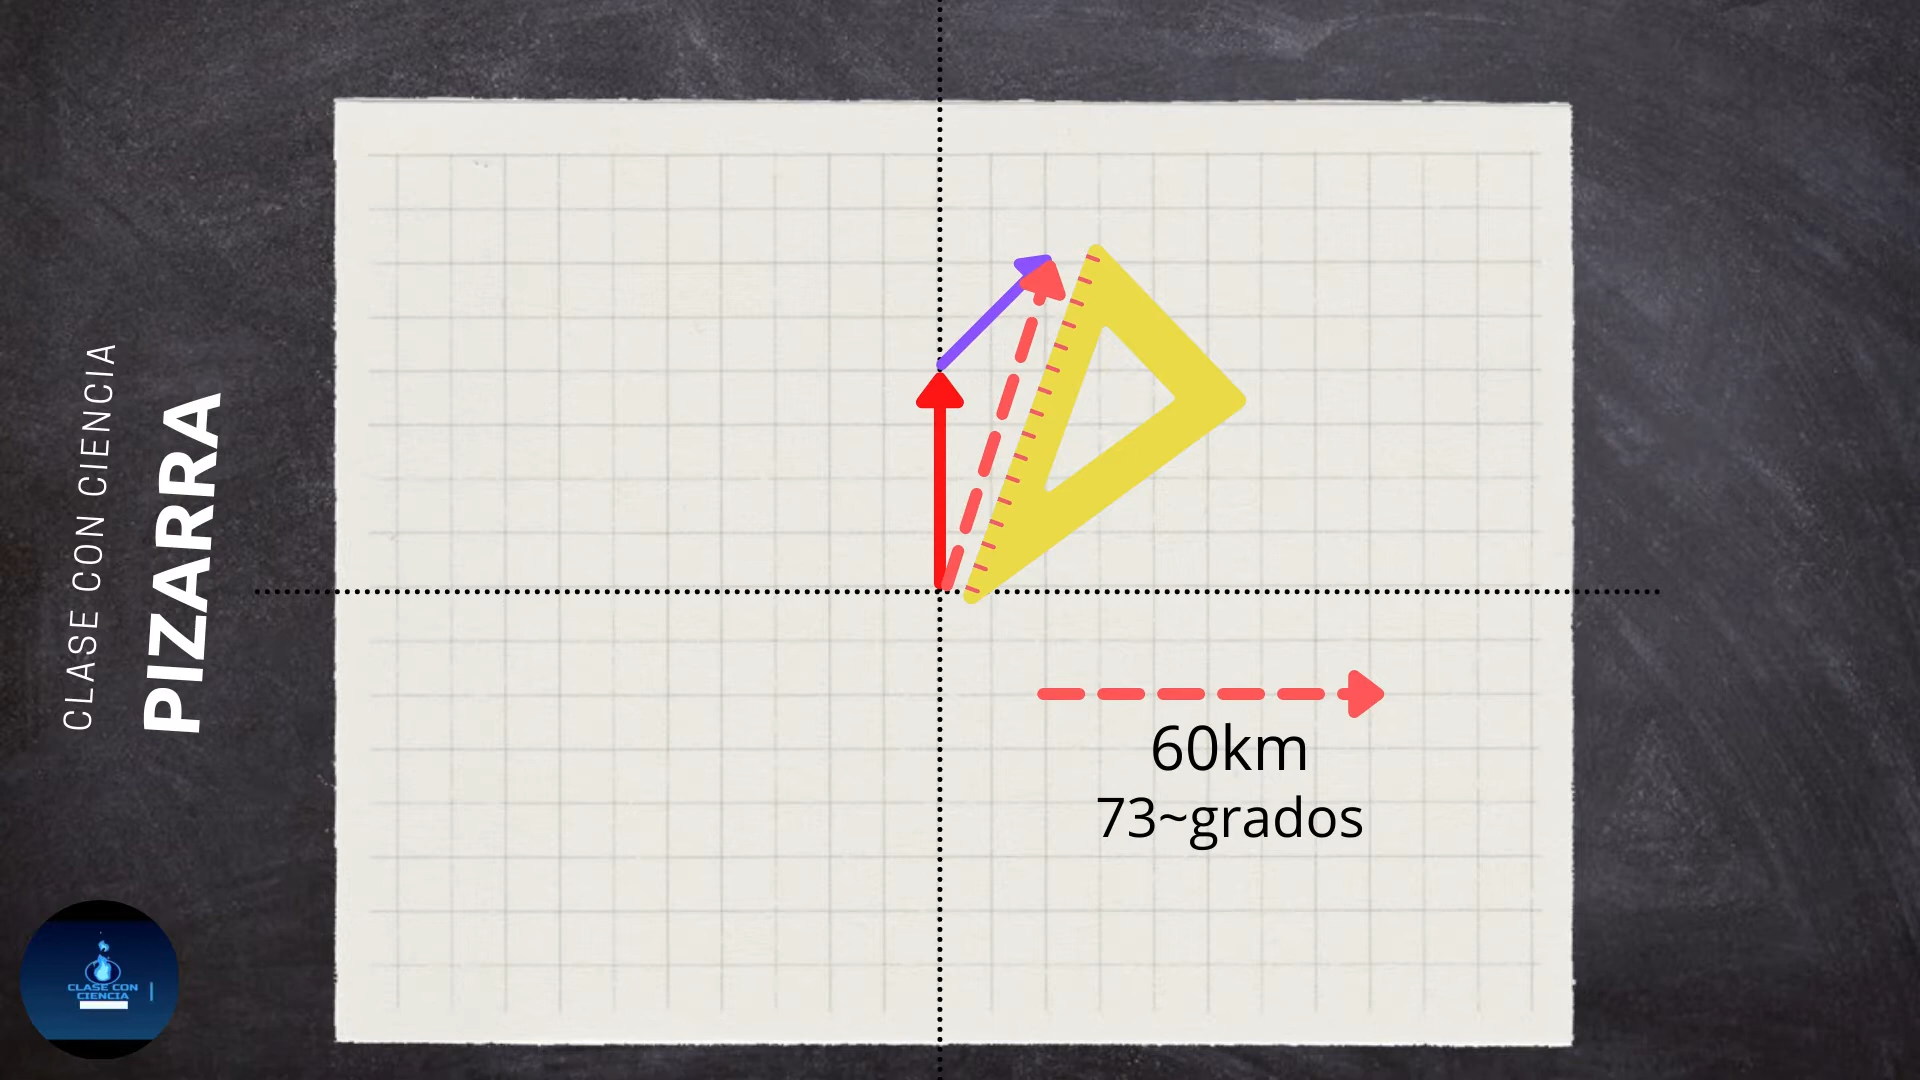 CLASE CON CIENCIA
PIZARRA
60km
73~grados
CLASE CON
CIENCIA